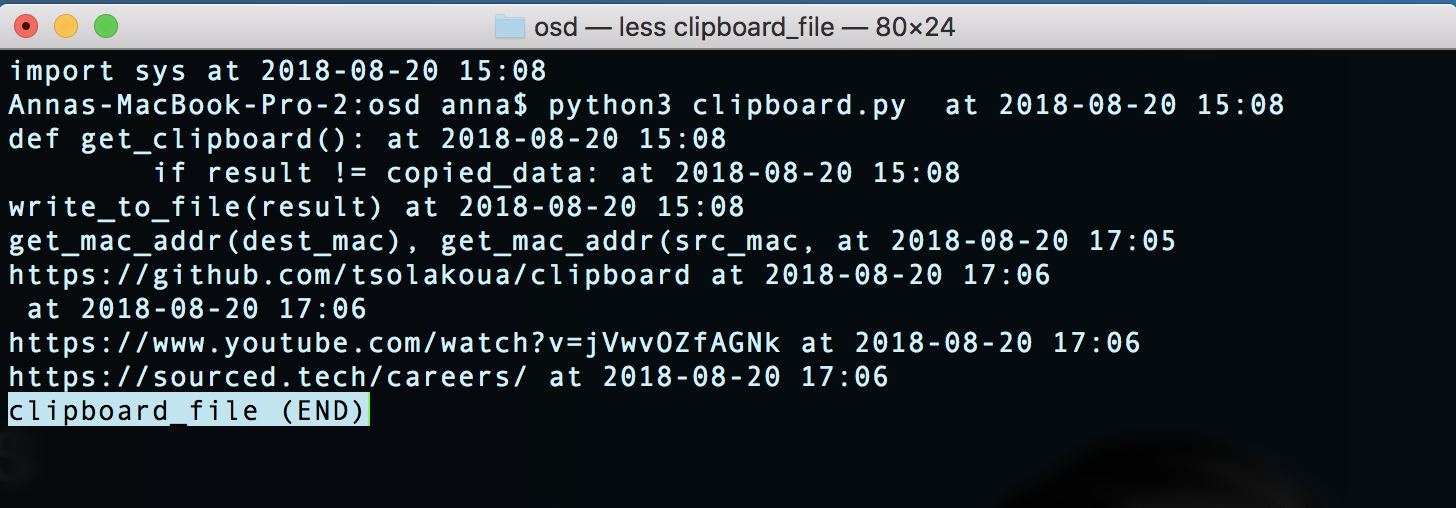 osd — less clipboard_file — 80×24
import sys at 2018-08-20 15:08
Annas-MacBook-Pro-2:osd anna$ python3 clipboard.py  at 2018-08-20 15:08
def get_clipboard(): at 2018-08-20 15:08
        if result != copied_data: at 2018-08-20 15:08
write_to_file(result) at 2018-08-20 15:08
get_mac_addr(dest_mac), get_mac_addr(src_mac, at 2018-08-20 17:05
https://github.com/tsolakoua/clipboard at 2018-08-20 17:06
 at 2018-08-20 17:06
https://www.youtube.com/watch?v=jVwvOZfAGNk at 2018-08-20 17:06
https://sourced.tech/careers/ at 2018-08-20 17:06
clipboard_file (END)